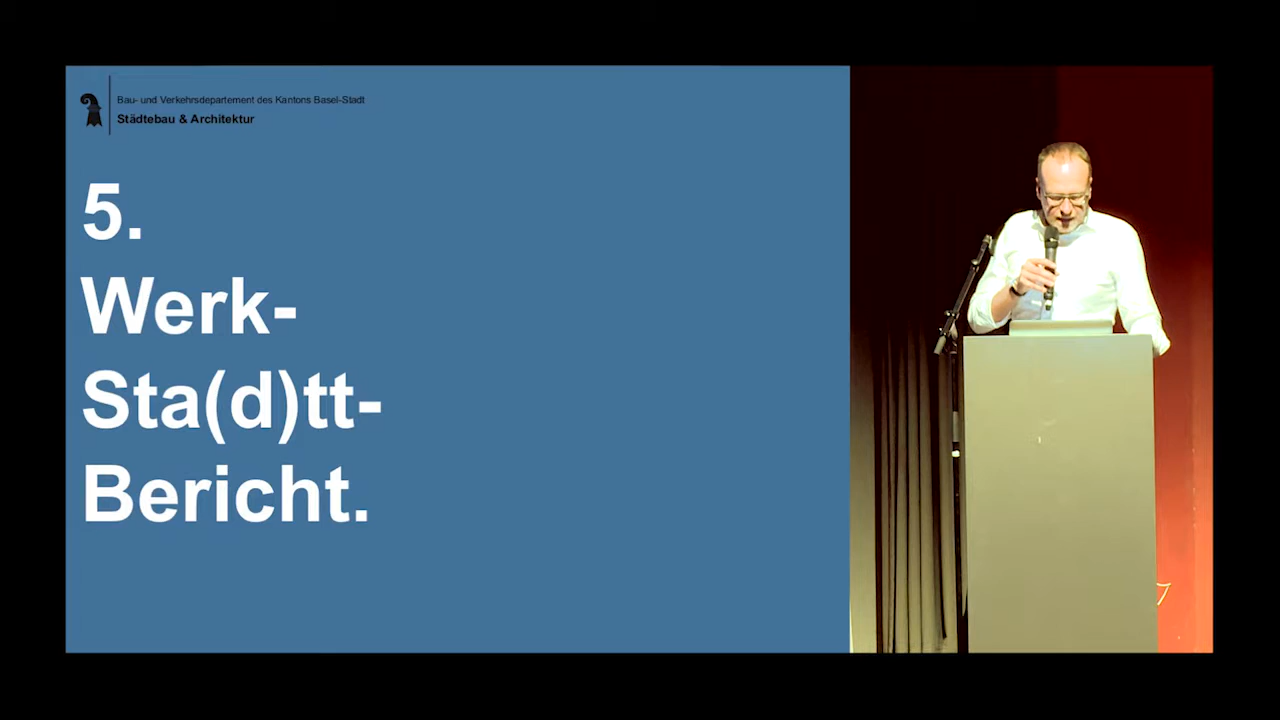 Bau- und Verkehrsdepartement des Kantons Basel-Stadt
Städtebau & Architektur
5.
Werk-
Sta(d)tt-
Bericht.